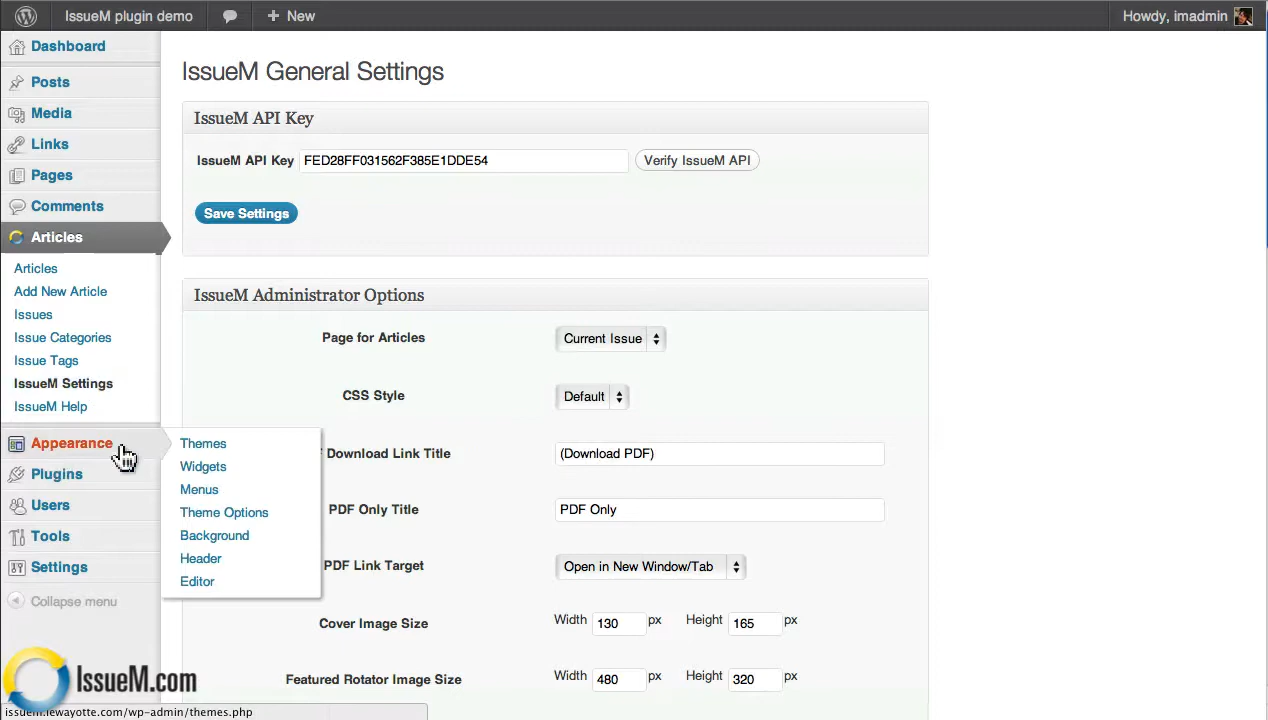 IssueM plugin demo
New
Howdy, imadmin
Dashboard
Posts
Media
Links
Pages
Comments
Articles
Articles
Add New Article
Issues
Issue Categories
Issue Tags
IssueM Settings
IssueM Help
Appearance
Plugins
Users
Tools
Settings
Collapse menu
Themes
Widgets
Menus
Theme Options
Background
Header
Editor
IssueM General Settings
IssueM API Key
IssueM API Key FED28FF031562F385E1DDE54 Verify IssueM API
Save Settings
IssueM Administrator Options
Page for Articles Current Issue
CSS Style Default
Download Link Title (Download PDF)
PDF Only Title PDF Only
PDF Link Target Open in New Window/Tab
Cover Image Size Width 130 px Height 165 px
Featured Rotator Image Size Width 480 px Height 320 px
IssueM.com
issuem.lewayotte.com/wp-admin/themes.php